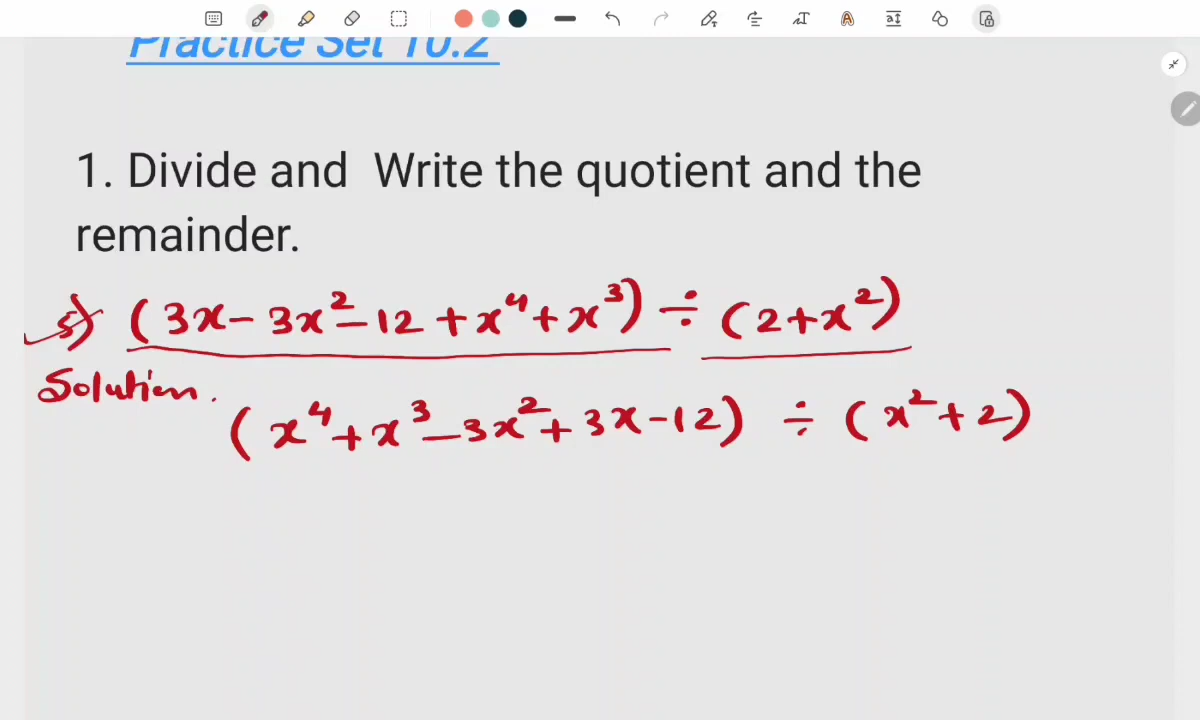 Practice Set 10.2
1. Divide and Write the quotient and the
remainder.
5) (3x-3x²-12+x⁴+x³) ÷ (2+x²)
Solution.
(x⁴+x³-3x²+3x-12) ÷ (x²+2)